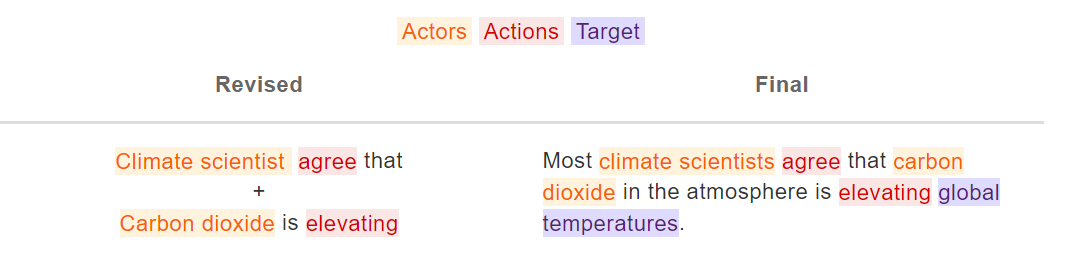 Actors Actions Target
Revised Final
Climate scientist agree that
+
Carbon dioxide is elevating
Most climate scientists agree that carbon
dioxide in the atmosphere is elevating global
temperatures.